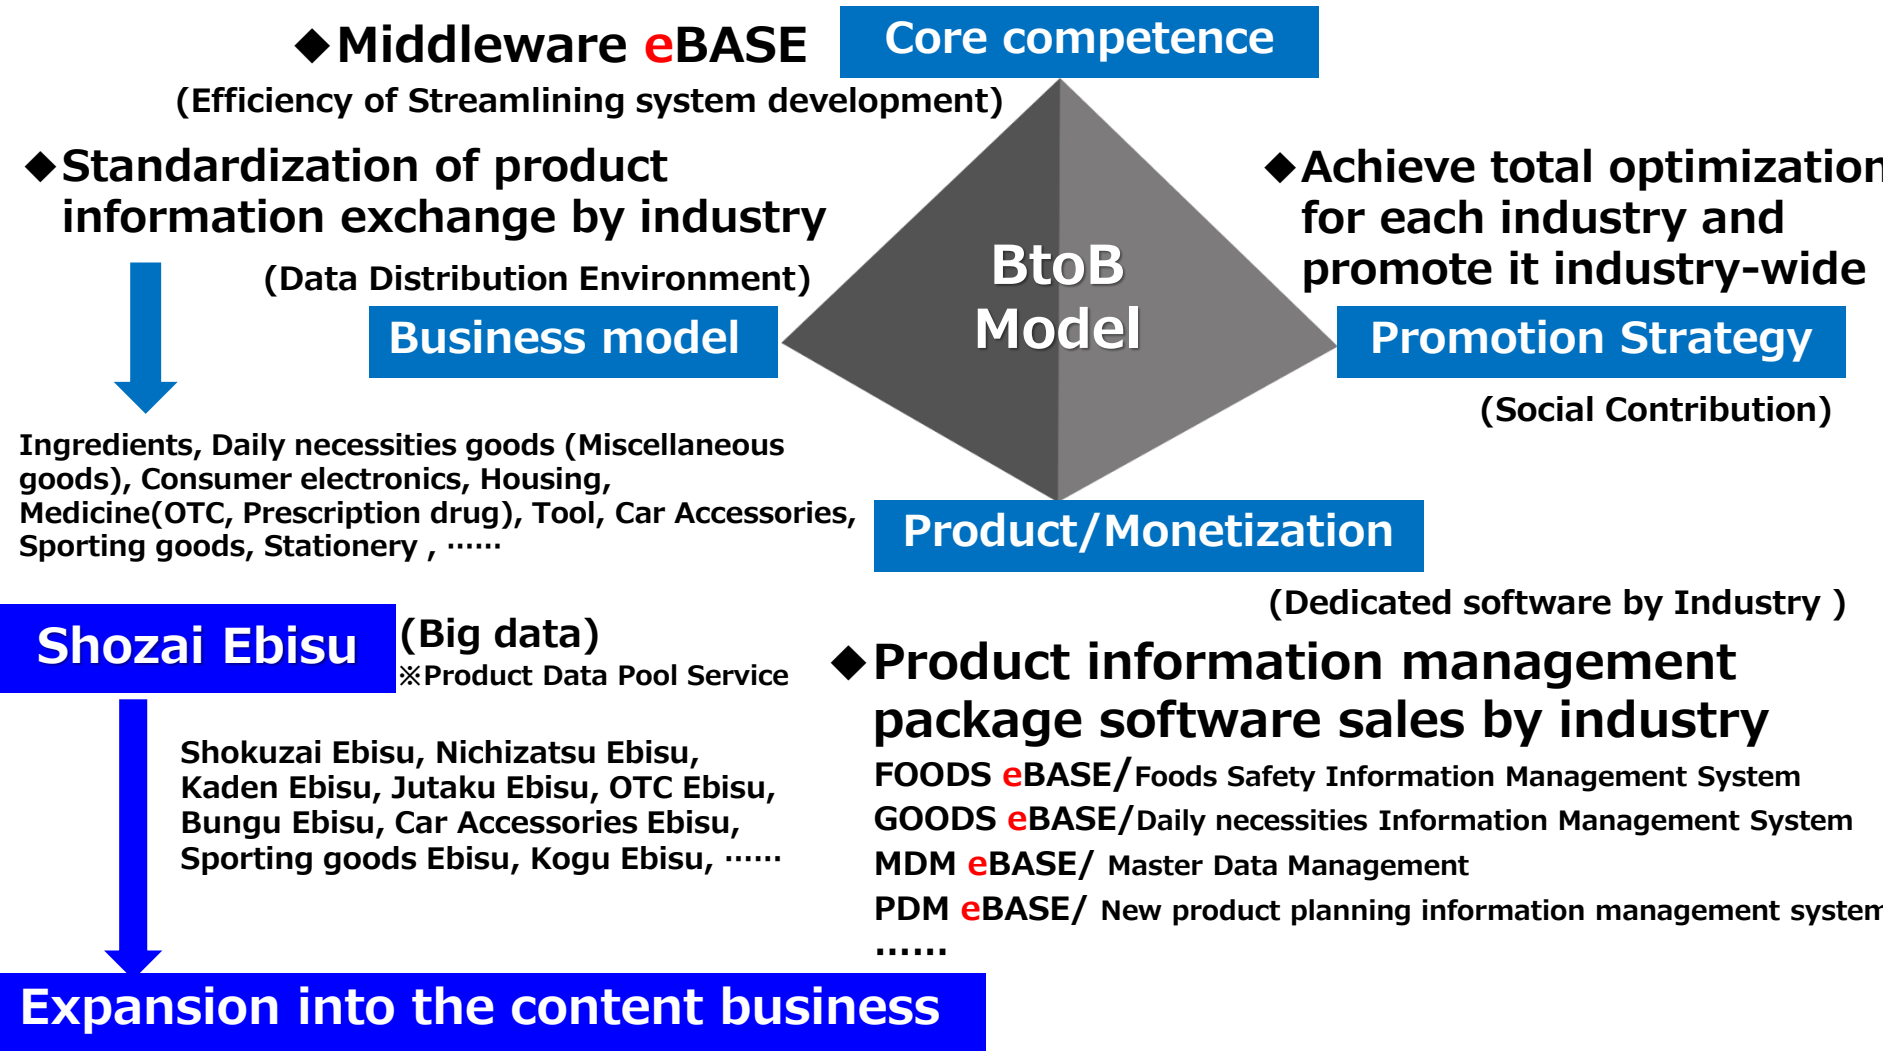 ◆Middleware eBASE
Core competence
(Efficiency of Streamlining system development)
◆Standardization of product
information exchange by industry
(Data Distribution Environment)
Business model
BtoB
Model
◆Achieve total optimization
for each industry and
promote it industry-wide
Promotion Strategy
(Social Contribution)
Ingredients, Daily necessities goods (Miscellaneous
goods), Consumer electronics, Housing,
Medicine(OTC, Prescription drug), Tool, Car Accessories,
Sporting goods, Stationery , ……
Product/Monetization
(Dedicated software by Industry )
Shozai Ebisu
(Big data)
※Product Data Pool Service
Shokuzai Ebisu, Nichizatsu Ebisu,
Kaden Ebisu, Jutaku Ebisu, OTC Ebisu,
Bungu Ebisu, Car Accessories Ebisu,
Sporting goods Ebisu, Kogu Ebisu, ……
◆Product information management
package software sales by industry
FOODS eBASE/Foods Safety Information Management System
GOODS eBASE/Daily necessities Information Management System
MDM eBASE/ Master Data Management
PDM eBASE/ New product planning information management system
……
Expansion into the content business